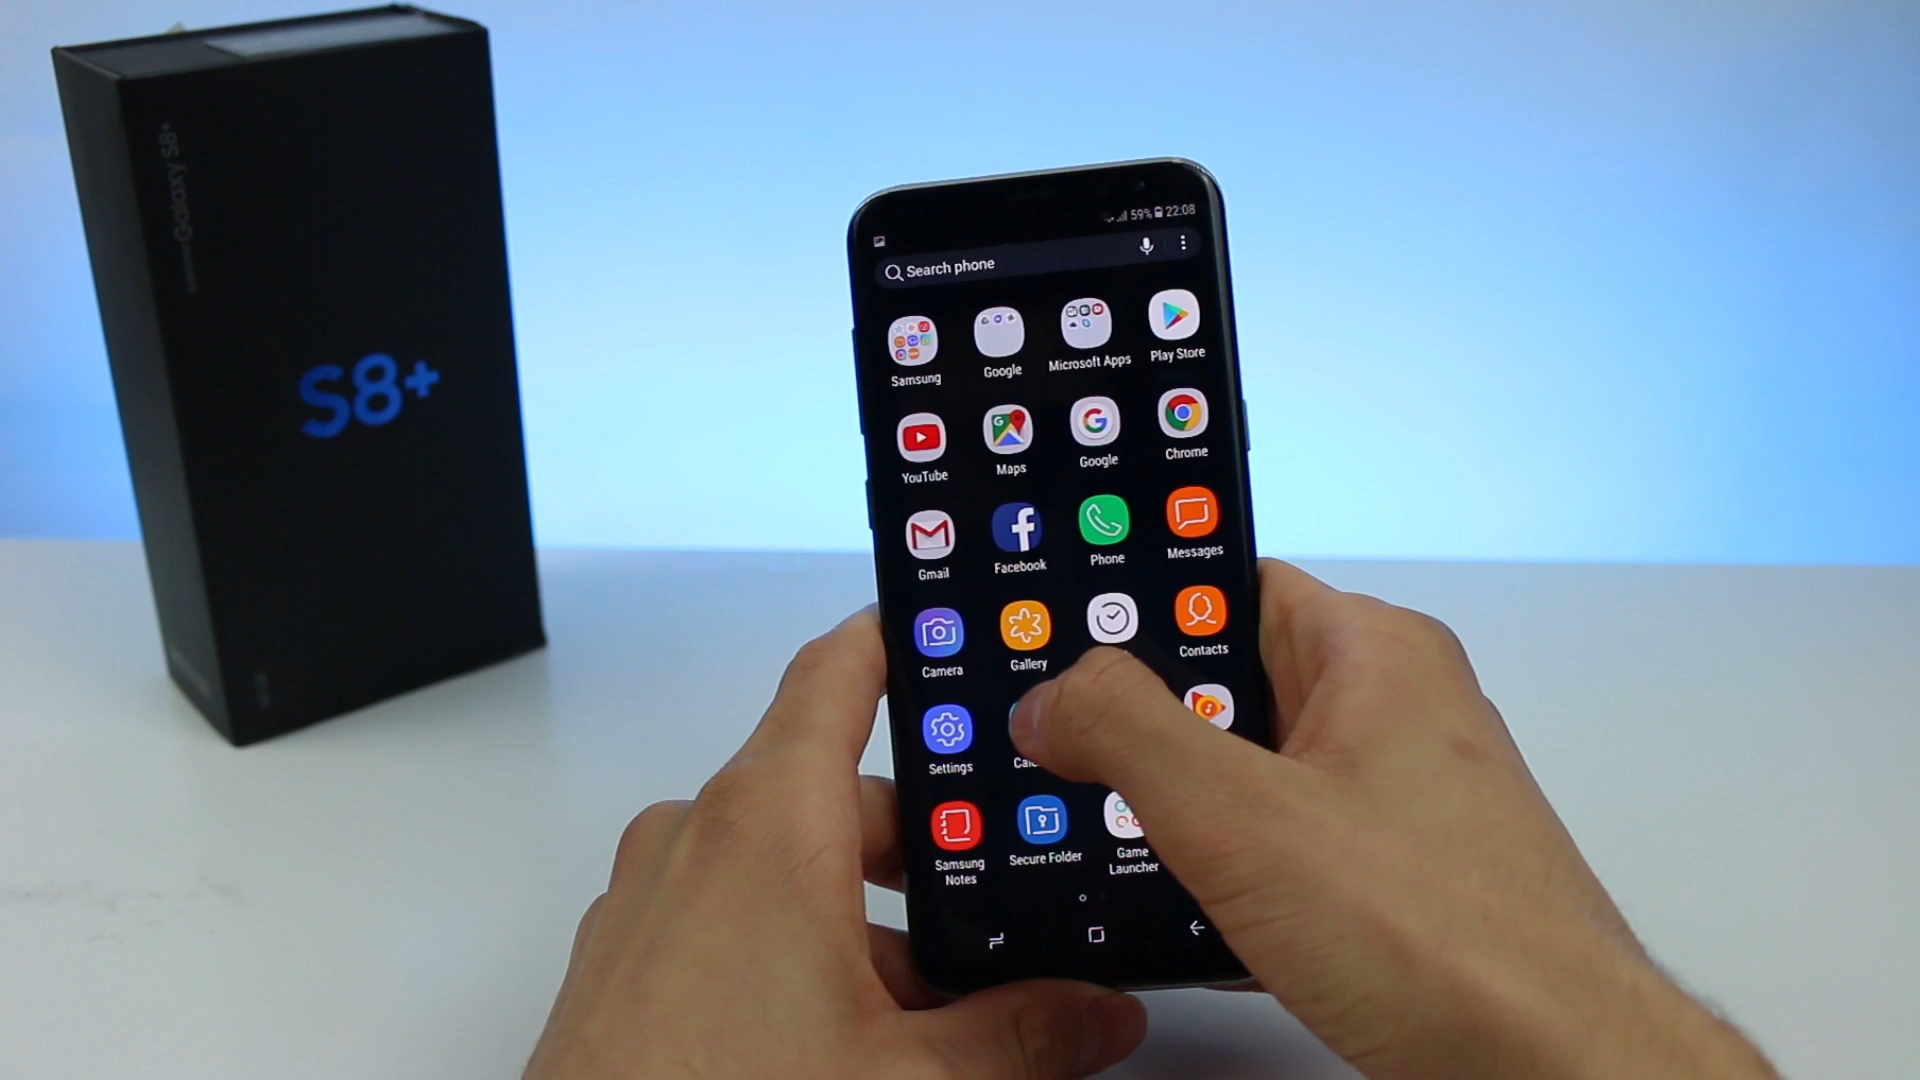 Galaxy S8+
S8+
59% 22:08
Search phone
Samsung
Google
Microsoft Apps
Play Store
YouTube
Maps
Google
Chrome
Gmail
Facebook
Phone
Messages
Camera
Gallery
Contacts
Settings
Samsung
Notes
Secure Folder
Game
Launcher